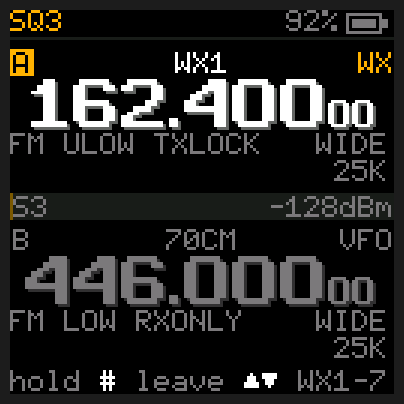 SQ3 92%
A WX1 WX
162.40000
FM ULOW TXLOCK WIDE
25K
S3 -128dBm
B 70CM VFO
446.00000
FM LOW RXONLY WIDE
25K
hold # leave ▲▼ WX1-7